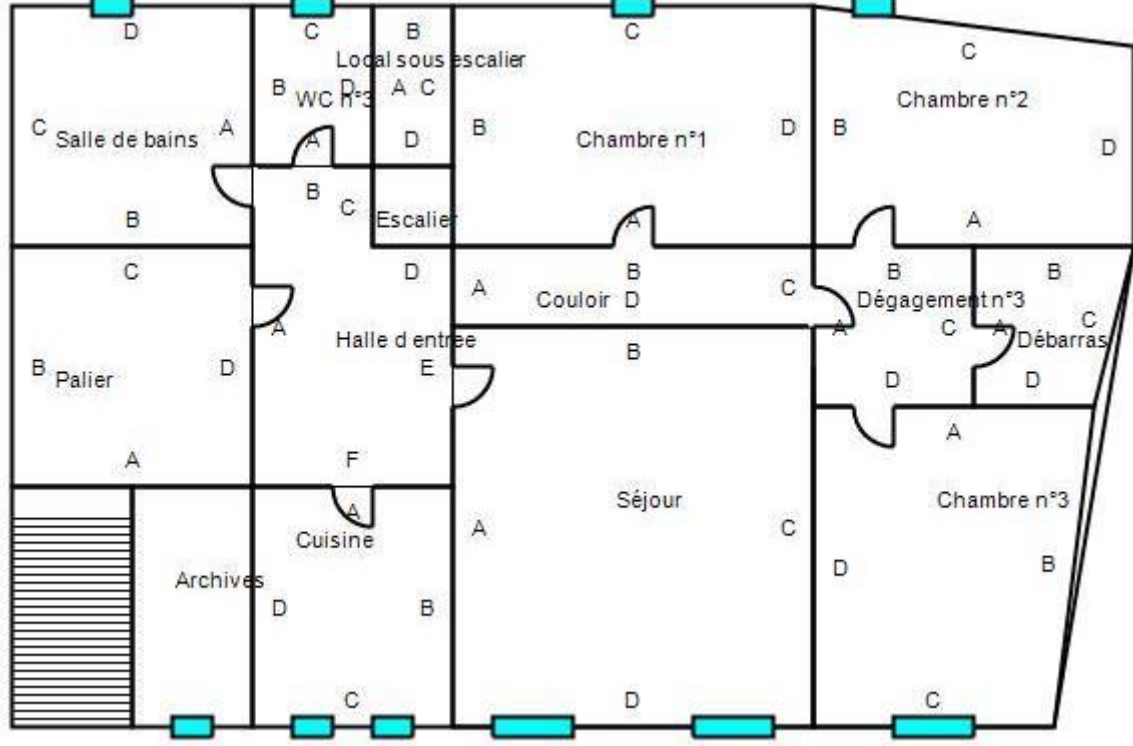 D
C
B
C
C
Local sous escalier
B
D
A
C
WC n°3
Chambre n°2
C
Salle de bains
A
A
D
B
Chambre n°1
D
B
D
B
B
C
Escalier
A
A
C
D
A
B
C
B
B
Couloir
D
Dégagement n°3
A
Halle d entree
A
C
A
C
Débarras
B
B
Palier
D
E
D
D
A
F
A
Séjour
Chambre n°3
A
Cuisine
A
C
D
B
Archives
D
B
C
D
C